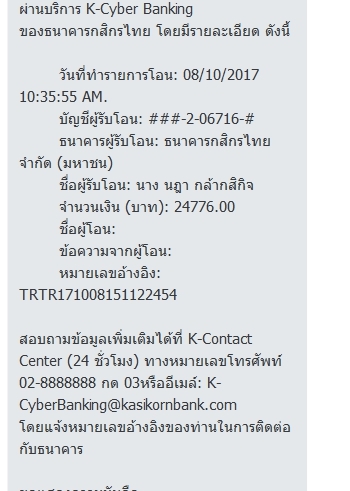 ผ่านบริการ K-Cyber Banking
ของธนาคารกสิกรไทย โดยมีรายละเอียด ดังนี้
วันที่ทำรายการโอน: 08/10/2017
10:35:55 AM.
บัญชีผู้รับโอน: ###-2-06716-#
ธนาคารผู้รับโอน: ธนาคารกสิกรไทย
จำกัด (มหาชน)
ชื่อผู้รับโอน: นาง นฎา กล้ากสิกิจ
จำนวนเงิน (บาท): 24776.00
ชื่อผู้โอน:
ข้อความจากผู้โอน:
หมายเลขอ้างอิง:
TRTR171008151122454
สอบถามข้อมูลเพิ่มเติมได้ที่ K-Contact
Center (24 ชั่วโมง) ทางหมายเลขโทรศัพท์
02-8888888 กด 03หรืออีเมล์: K-
CyberBanking@kasikornbank.com
โดยแจ้งหมายเลขอ้างอิงของท่านในการติดต่อ
กับธนาคาร